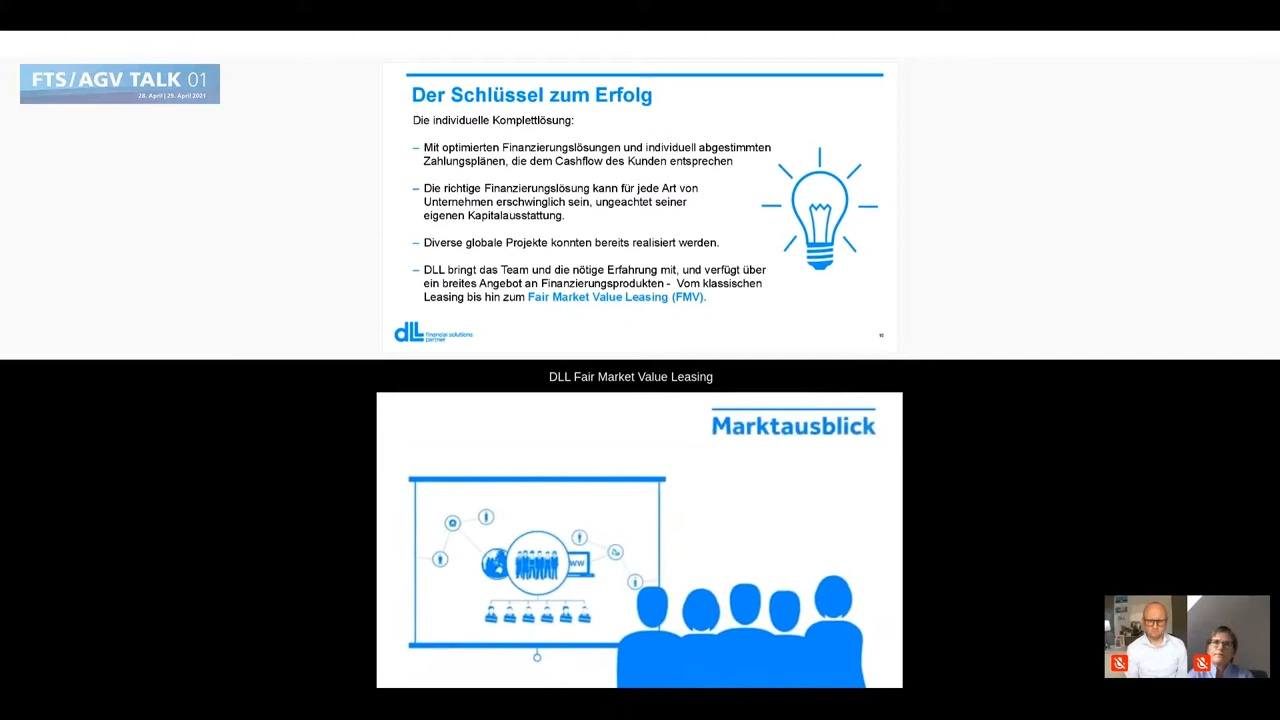 FTS/AGV TALK 01
28. April | 29. April 2021
Der Schlüssel zum Erfolg
Die individuelle Komplettlösung:
– Mit optimierten Finanzierungslösungen und individuell abgestimmten
Zahlungsplänen, die dem Cashflow des Kunden entsprechen
– Die richtige Finanzierungslösung kann für jede Art von
Unternehmen erschwinglich sein, ungeachtet seiner
eigenen Kapitalausstattung.
– Diverse globale Projekte konnten bereits realisiert werden.
– DLL bringt das Team und die nötige Erfahrung mit, und verfügt über
ein breites Angebot an Finanzierungsprodukten - Vom klassischen
Leasing bis hin zum Fair Market Value Leasing (FMV).
dLL financial solutions
partner
DLL Fair Market Value Leasing
Marktausblick
WW